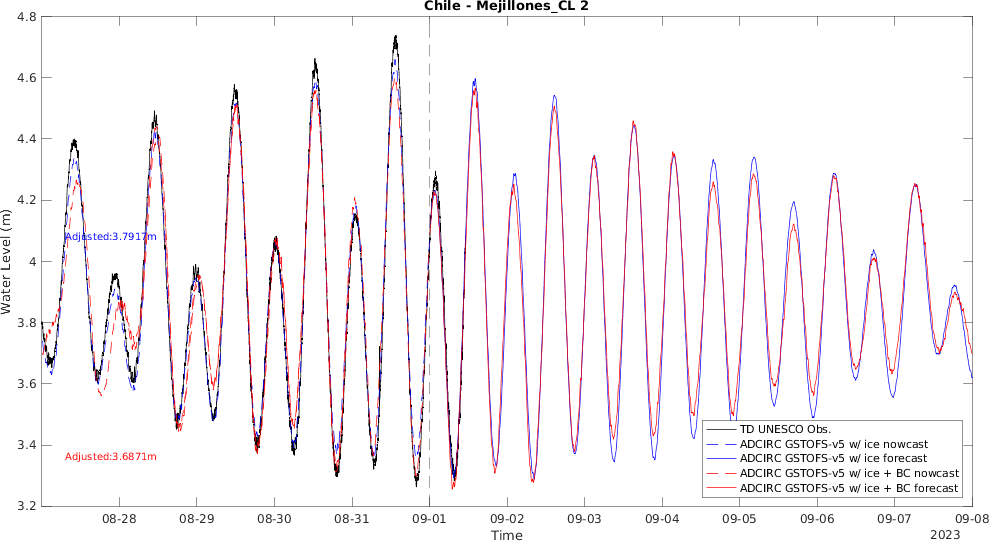 Chile - Mejillones_CL 2
4.8
4.6
4.4
4.2
4
3.8
3.6
3.4
3.2
Water Level (m)
Adjusted:3.7917m
Adjusted:3.6871m
TD UNESCO Obs.
ADCIRC GSTOFS-v5 w/ ice nowcast
ADCIRC GSTOFS-v5 w/ ice forecast
ADCIRC GSTOFS-v5 w/ ice + BC nowcast
ADCIRC GSTOFS-v5 w/ ice + BC forecast
08-28 08-29 08-30 08-31 09-01 09-02 09-03 09-04 09-05 09-06 09-07 09-08
Time
2023